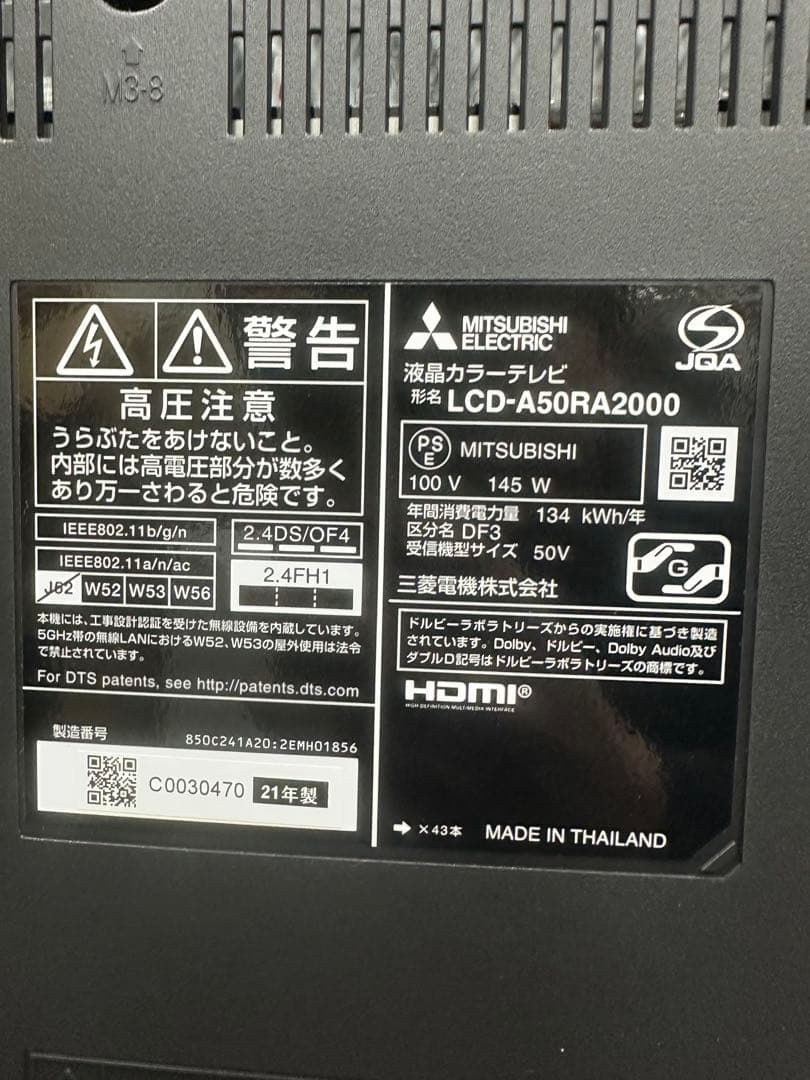 M3-8
警告
高圧注意
うらぶたをあけないこと。
内部には高電圧部分が数多く
あり万一さわると危険です。
IEEE802.11b/g/n
2.4DS/OF4
IEEE802.11a/n/ac
J52 W52 W53 W56
2.4FH1
本機には、工事設計認証を受けた無線設備を内蔵しています。
5GHz帯の無線LANにおけるW52、W53の屋外使用は法令
で禁止されています。
For DTS patents, see http://patents.dts.com
製造番号
850C241A20:2EMH01856
C0030470 21年製
MITSUBISHI
ELECTRIC
JQA
液晶カラーテレビ
形名 LCD-A50RA2000
PS
E
MITSUBISHI
100 V 145 W
年間消費電力量 134 kWh/年
区分名 DF3
受信機型サイズ 50V
G
三菱電機株式会社
ドルビーラボラトリーズからの実施権に基づき製造
されています。Dolby、ドルビー、Dolby Audio及び
ダブルD記号はドルビーラボラトリーズの商標です。
HDMI®
HIGH-DEFINITION MULTIMEDIA INTERFACE
➡ ×43本 MADE IN THAILAND